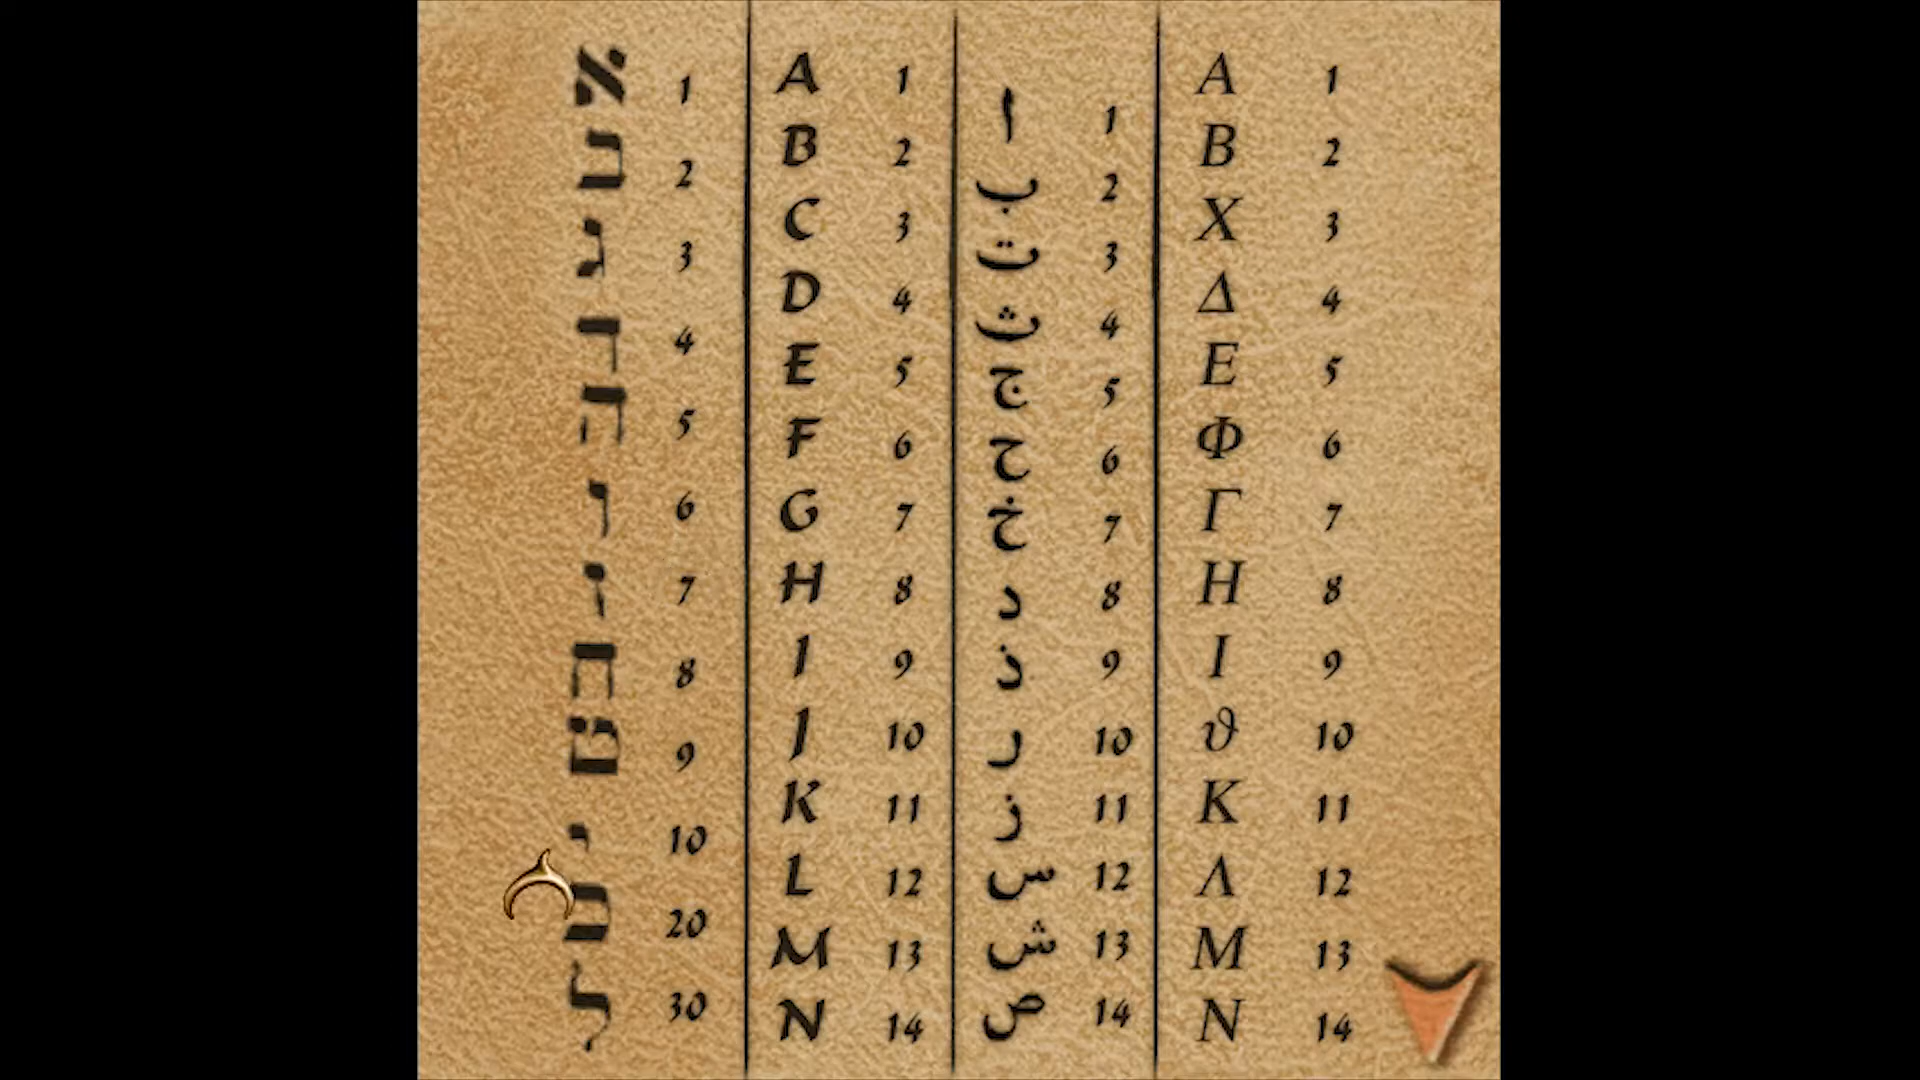 א 1 A 1 ا 1 Α 1
ב 2 B 2 ب 2 Β 2
ג 3 C 3 ت 3 Χ 3
ד 4 D 4 ث 4 Δ 4
ה 5 E 5 ج 5 Ε 5
ו 6 F 6 ح 6 Φ 6
ז 7 G 7 خ 7 Γ 7
ח 8 H 8 د 8 Η 8
ט 9 I 9 ذ 9 Ι 9
י 10 J 10 ر 10 ϑ 10
כ 20 K 11 ز 11 Κ 11
ל 30 L 12 س 12 Λ 12
M 13 ش 13 Μ 13
N 14 ص 14 Ν 14